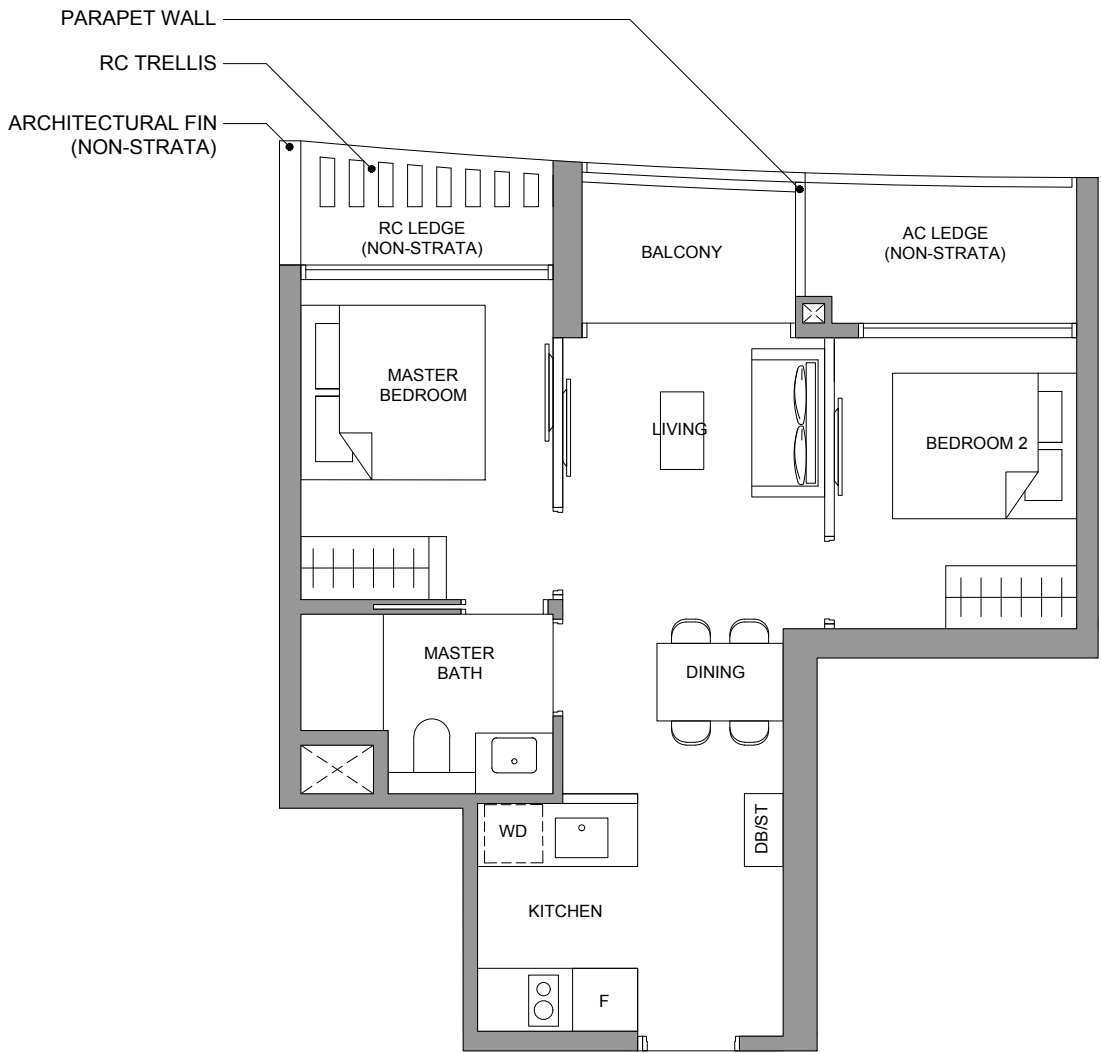 PARAPET WALL
RC TRELLIS
ARCHITECTURAL FIN
(NON-STRATA)
RC LEDGE
(NON-STRATA)
BALCONY
AC LEDGE
(NON-STRATA)
MASTER
BEDROOM
LIVING
BEDROOM 2
MASTER
BATH
DINING
WD
DB/ST
KITCHEN
F